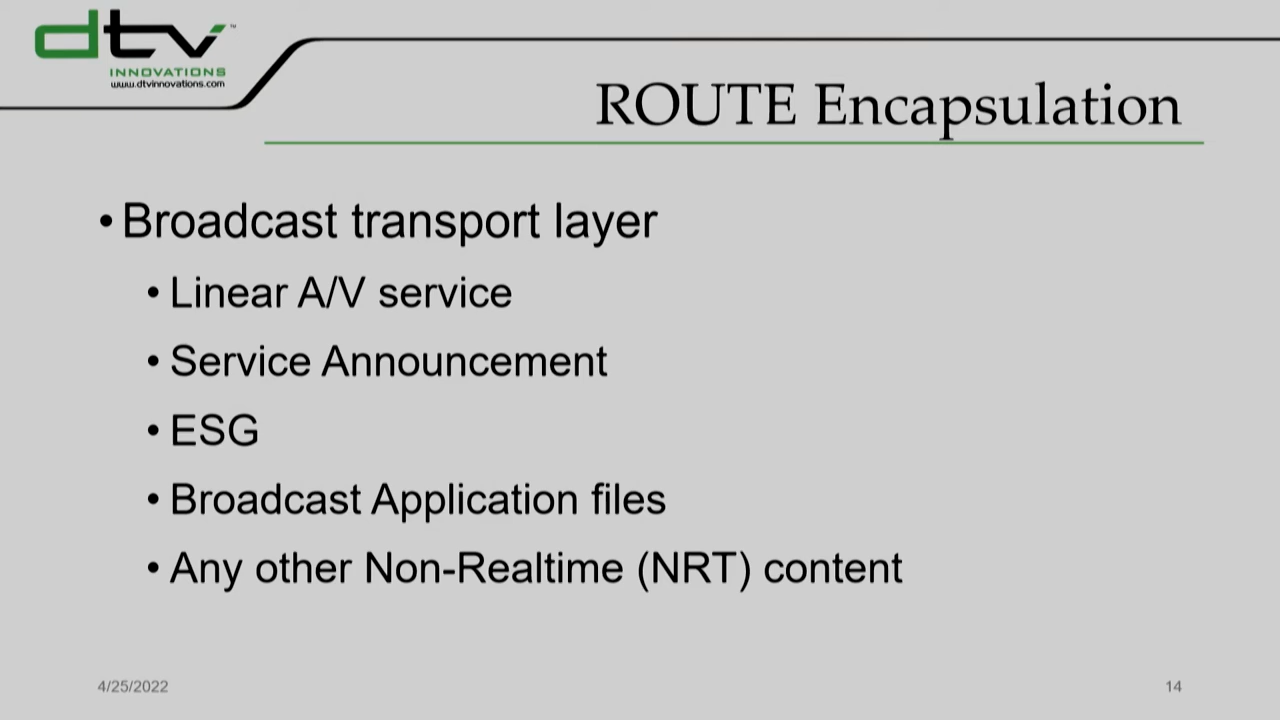 dtv™
INNOVATIONS
www.dtvinnovations.com
ROUTE Encapsulation
• Broadcast transport layer
• Linear A/V service
• Service Announcement
• ESG
• Broadcast Application files
• Any other Non-Realtime (NRT) content
4/25/2022
14